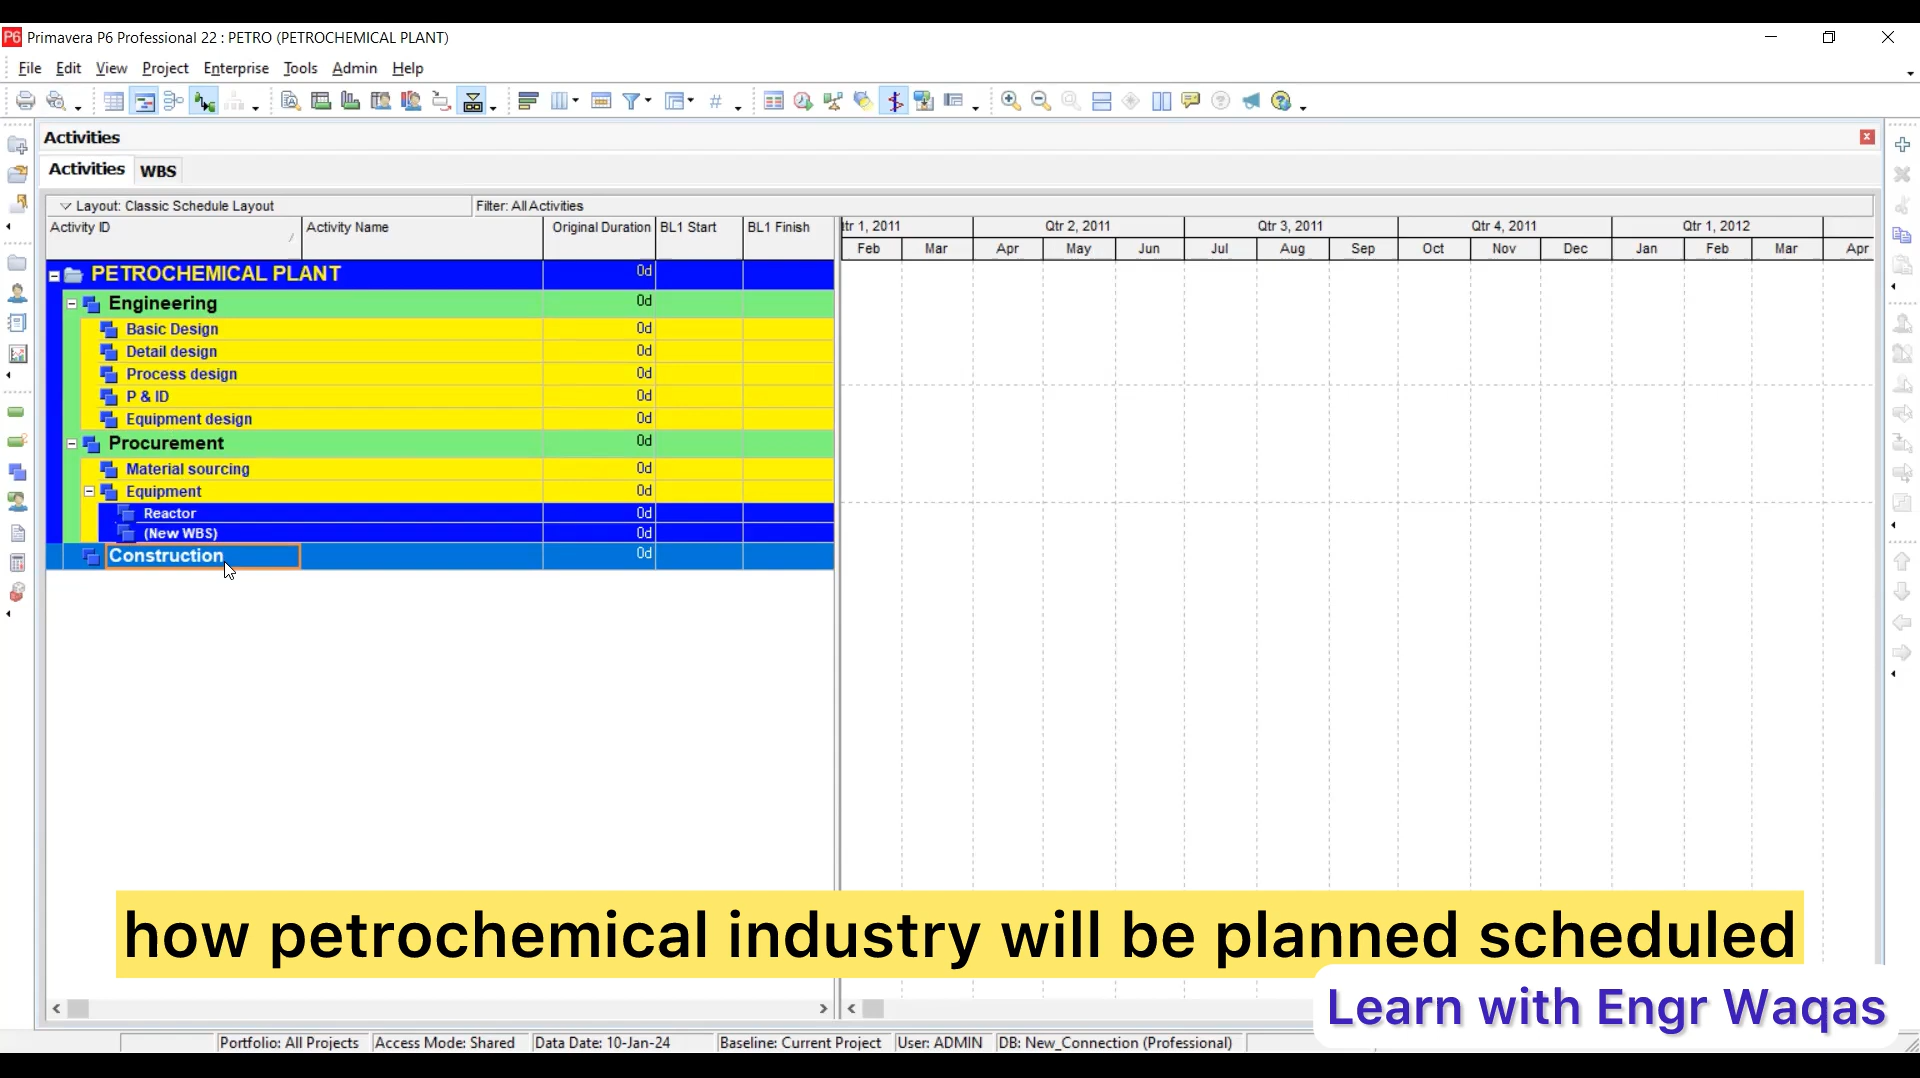 P6 Primavera P6 Professional 22 : PETRO (PETROCHEMICAL PLANT)
File Edit View Project Enterprise Tools Admin Help
Activities
Activities WBS
Layout: Classic Schedule Layout Filter: All Activities
Activity ID Activity Name Original Duration BL1 Start BL1 Finish
Qtr 1, 2011 Qtr 2, 2011 Qtr 3, 2011 Qtr 4, 2011 Qtr 1, 2012
Feb Mar Apr May Jun Jul Aug Sep Oct Nov Dec Jan Feb Mar Apr
PETROCHEMICAL PLANT 0d
Engineering 0d
Basic Design 0d
Detail design 0d
Process design 0d
P & ID 0d
Equipment design 0d
Procurement 0d
Material sourcing 0d
Equipment 0d
Reactor 0d
(New WBS) 0d
Construction 0d
how petrochemical industry will be planned scheduled
Learn with Engr Waqas
Portfolio: All Projects Access Mode: Shared Data Date: 10-Jan-24 Baseline: Current Project User: ADMIN DB: New_Connection (Professional)